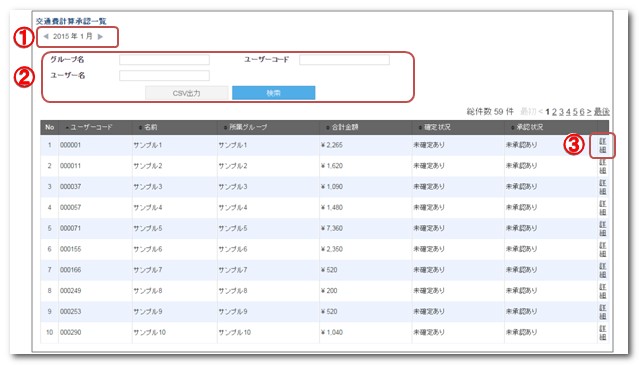 交通費計算承認一覧
① ◀ 2015 年 1 月 ▶
②
グループ名 ユーザーコード
ユーザー名
CSV出力 検索
総件数 59 件 最初 < 1 2 3 4 5 6 > 最後
No ユーザーコード 名前 所属グループ 合計金額 確定状況 承認状況
③
1 000001 サンプル1 サンプル1 ¥ 2,265 未確定あり 未承認あり 詳細
2 000011 サンプル2 サンプル2 ¥ 1,620 未確定あり 未承認あり 詳細
3 000037 サンプル3 サンプル3 ¥ 1,090 未確定あり 未承認あり 詳細
4 000057 サンプル4 サンプル4 ¥ 1,480 未確定あり 未承認あり 詳細
5 000071 サンプル5 サンプル5 ¥ 7,360 未確定あり 未承認あり 詳細
6 000155 サンプル6 サンプル6 ¥ 2,350 未確定あり 未承認あり 詳細
7 000166 サンプル7 サンプル7 ¥ 520 未確定あり 未承認あり 詳細
8 000249 サンプル8 サンプル8 ¥ 200 未確定あり 未承認あり 詳細
9 000253 サンプル9 サンプル9 ¥ 520 未確定あり 未承認あり 詳細
10 000290 サンプル10 サンプル10 ¥ 1,040 未確定あり 未承認あり 詳細